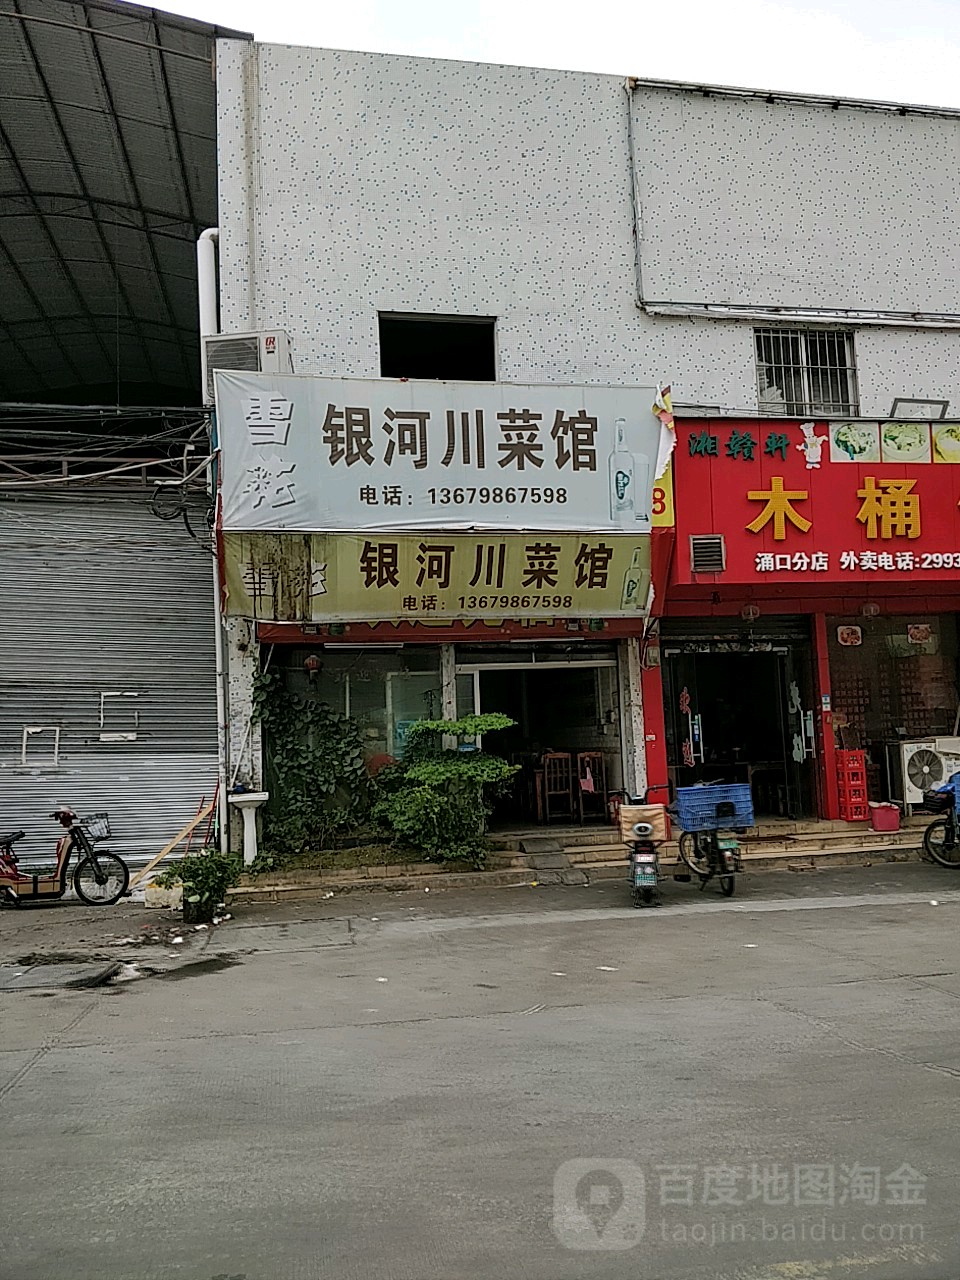 雪花
银河川菜馆
电话：13679867598
银河川菜馆
电话：13679867598
8
湘赣轩
木桶
涌口分店 外卖电话:2993
百度地图淘金
taojin.baidu.com